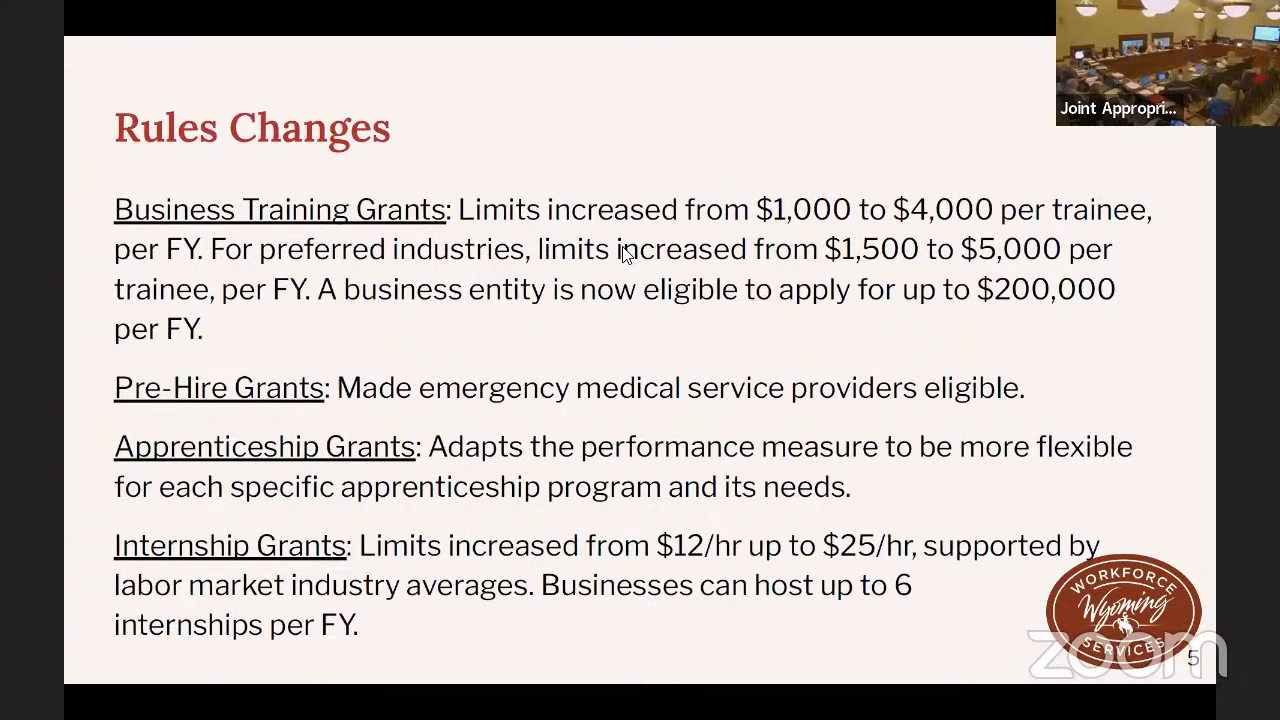 Joint Appropri...
Rules Changes
Business Training Grants: Limits increased from $1,000 to $4,000 per trainee,
per FY. For preferred industries, limits increased from $1,500 to $5,000 per
trainee, per FY. A business entity is now eligible to apply for up to $200,000
per FY.
Pre-Hire Grants: Made emergency medical service providers eligible.
Apprenticeship Grants: Adapts the performance measure to be more flexible
for each specific apprenticeship program and its needs.
Internship Grants: Limits increased from $12/hr up to $25/hr, supported by
labor market industry averages. Businesses can host up to 6
internships per FY.
WORKFORCE
Wyoming
SERVICES
zoom
5